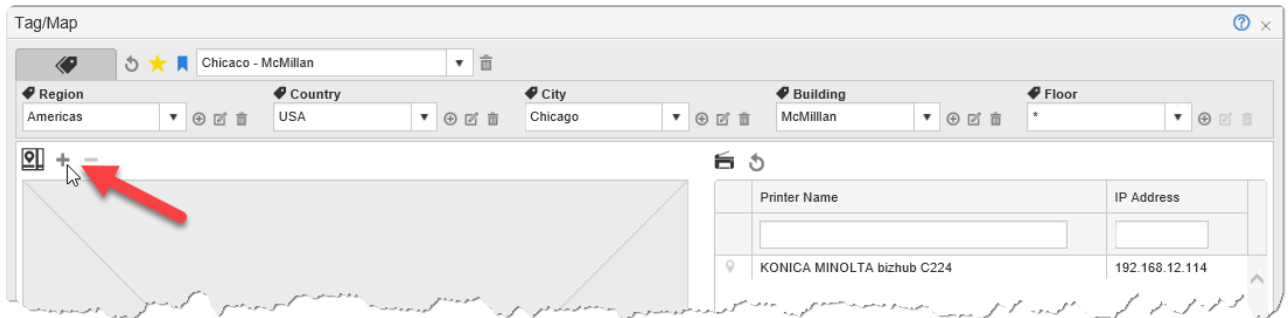 Tag/Map
Chicaco - McMillan
Region Country City Building Floor
Americas USA Chicago McMilllan *
Printer Name IP Address
KONICA MINOLTA bizhub C224 192.168.12.114